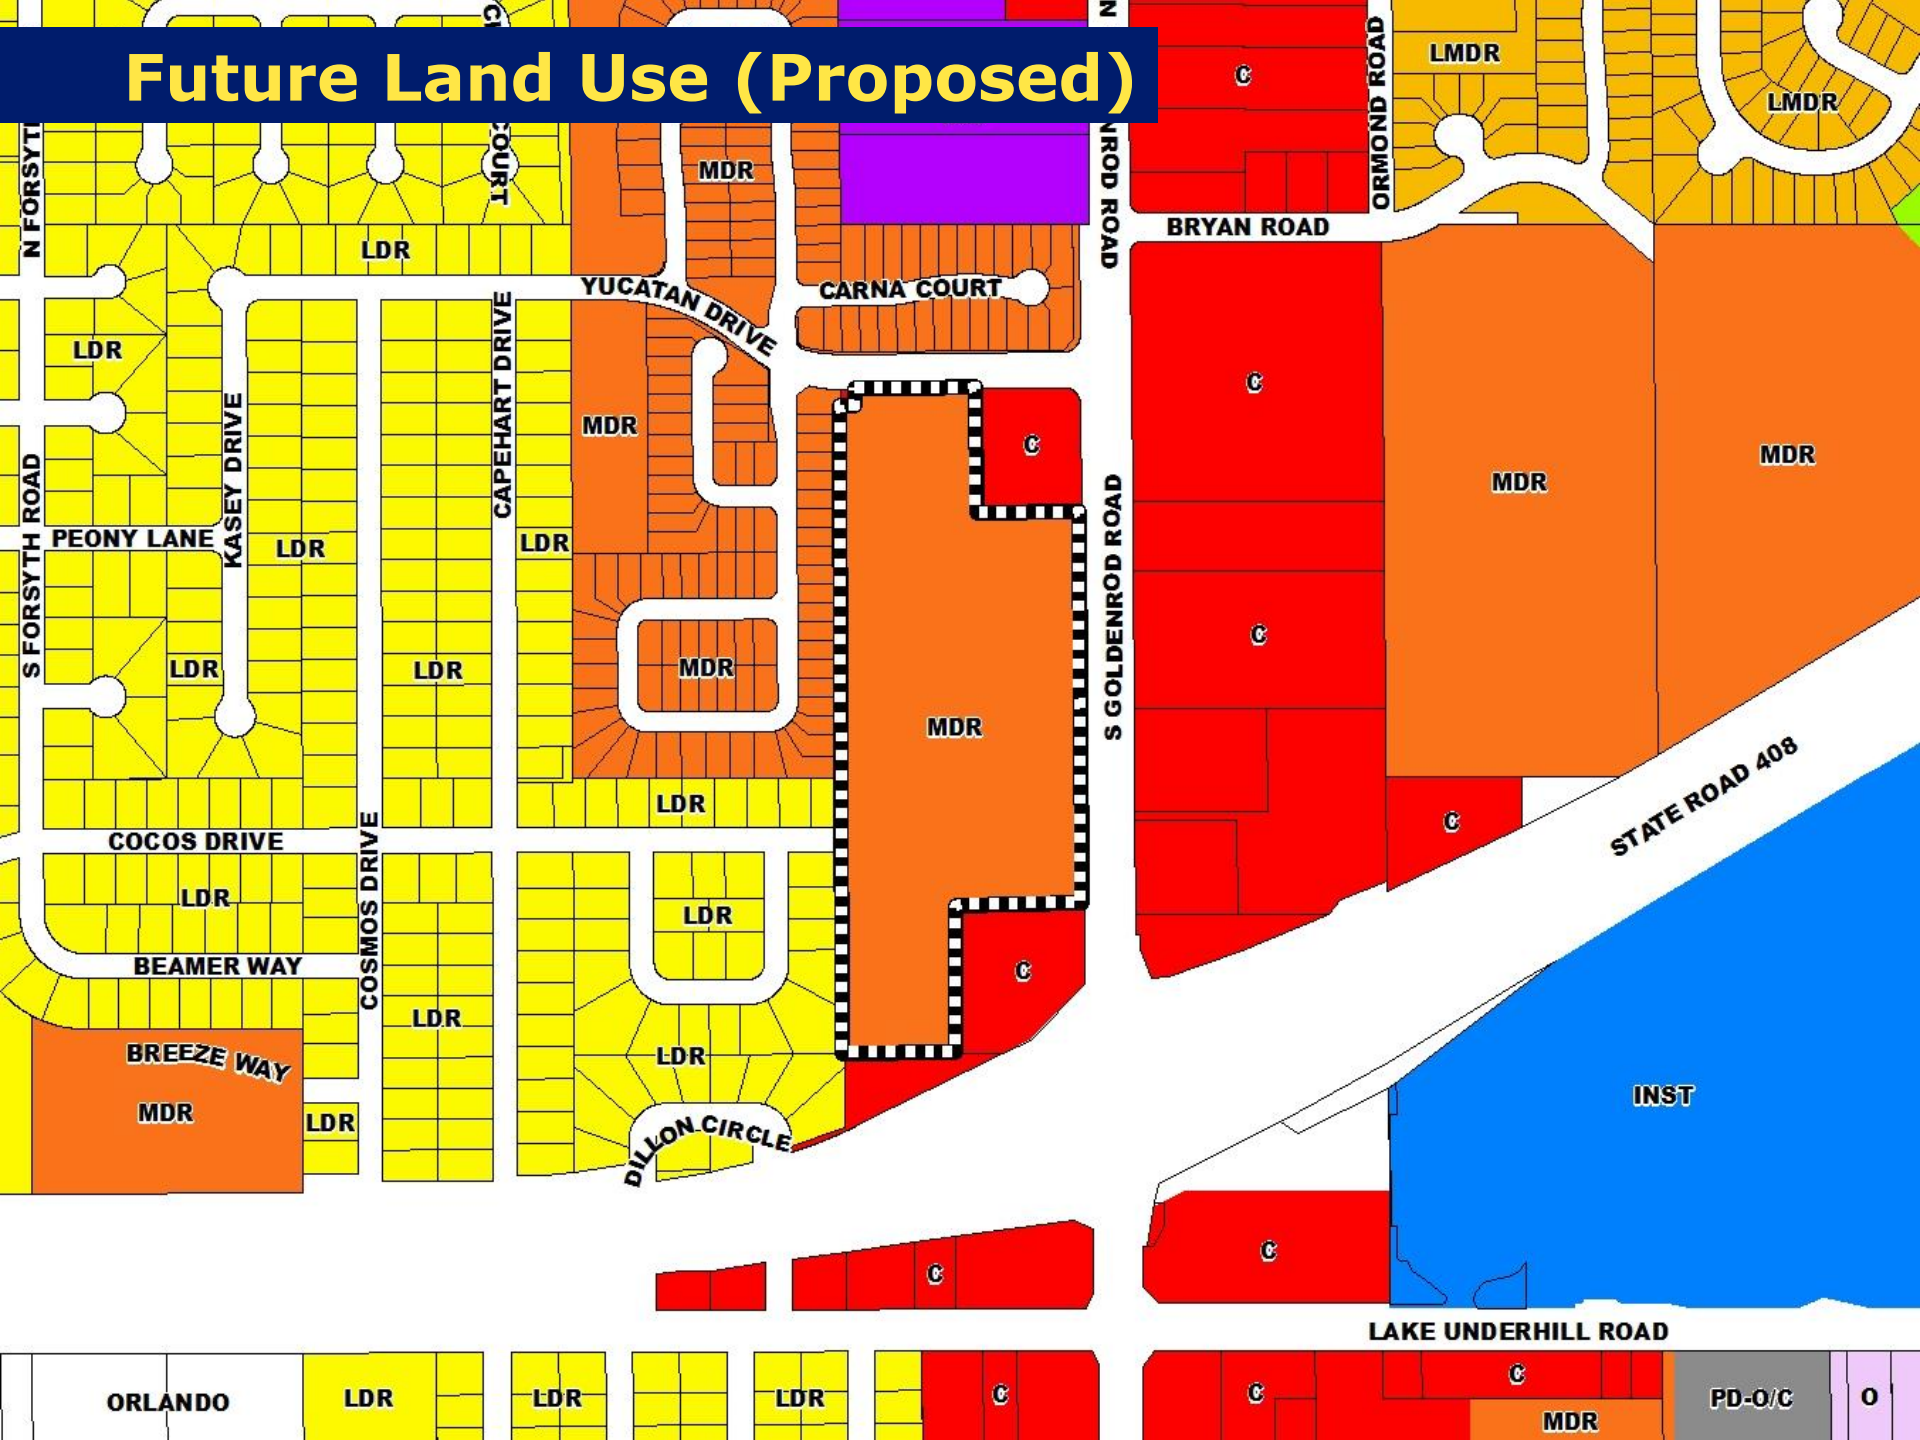 Future Land Use (Proposed)
N FORSYTH
COURT
N
NROD ROAD
ORMOND ROAD
C
LMDR
LMDR
MDR
BRYAN ROAD
LDR
YUCATAN DRIVE
CARNA COURT
LDR
C
CAPEHART DRIVE
KASEY DRIVE
MDR
C
MDR
MDR
S FORSYTH ROAD
PEONY LANE
LDR
LDR
S GOLDENROD ROAD
C
LDR
LDR
MDR
MDR
STATE ROAD 408
LDR
C
COCOS DRIVE
COSMOS DRIVE
LDR
LDR
BEAMER WAY
C
LDR
BREEZE WAY
LDR
MDR
LDR
DILLON CIRCLE
INST
C
C
LAKE UNDERHILL ROAD
ORLANDO
LDR
LDR
LDR
C
C
C
PD-O/C
O
MDR